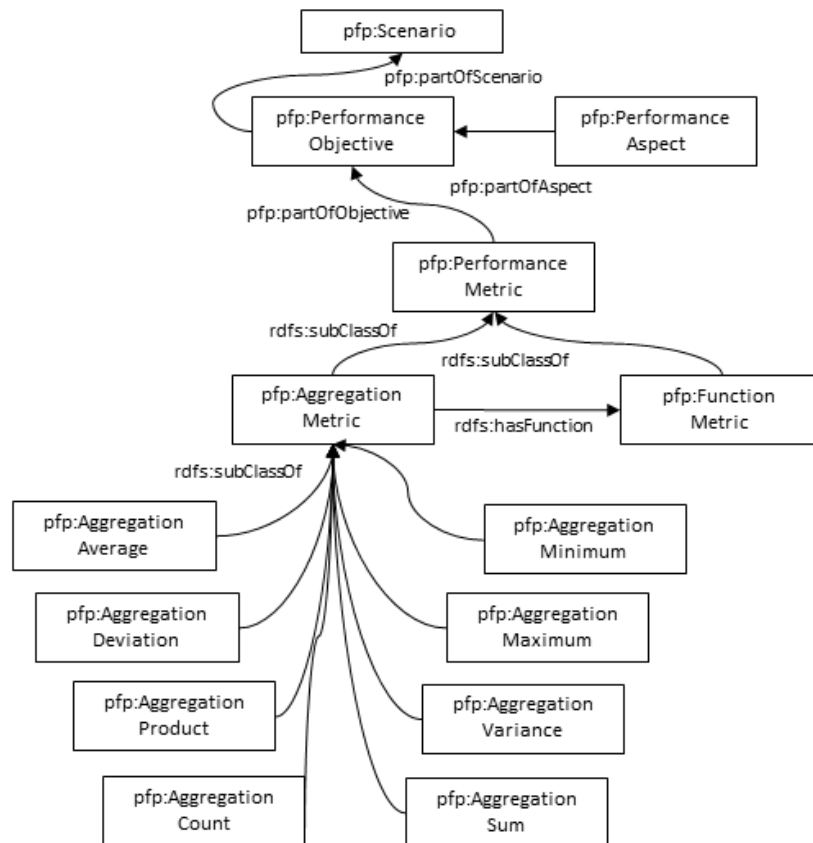 pfp:Scenario
pfp:partOfScenario
pfp:Performance
Objective
pfp:Performance
Aspect
pfp:partOfAspect
pfp:partOfObjective
pfp:Performance
Metric
rdfs:subClassOf
rdfs:subClassOf
pfp:Aggregation
Metric
rdfs:hasFunction
pfp:Function
Metric
rdfs:subClassOf
pfp:Aggregation
Average
pfp:Aggregation
Minimum
pfp:Aggregation
Deviation
pfp:Aggregation
Maximum
pfp:Aggregation
Product
pfp:Aggregation
Variance
pfp:Aggregation
Count
pfp:Aggregation
Sum